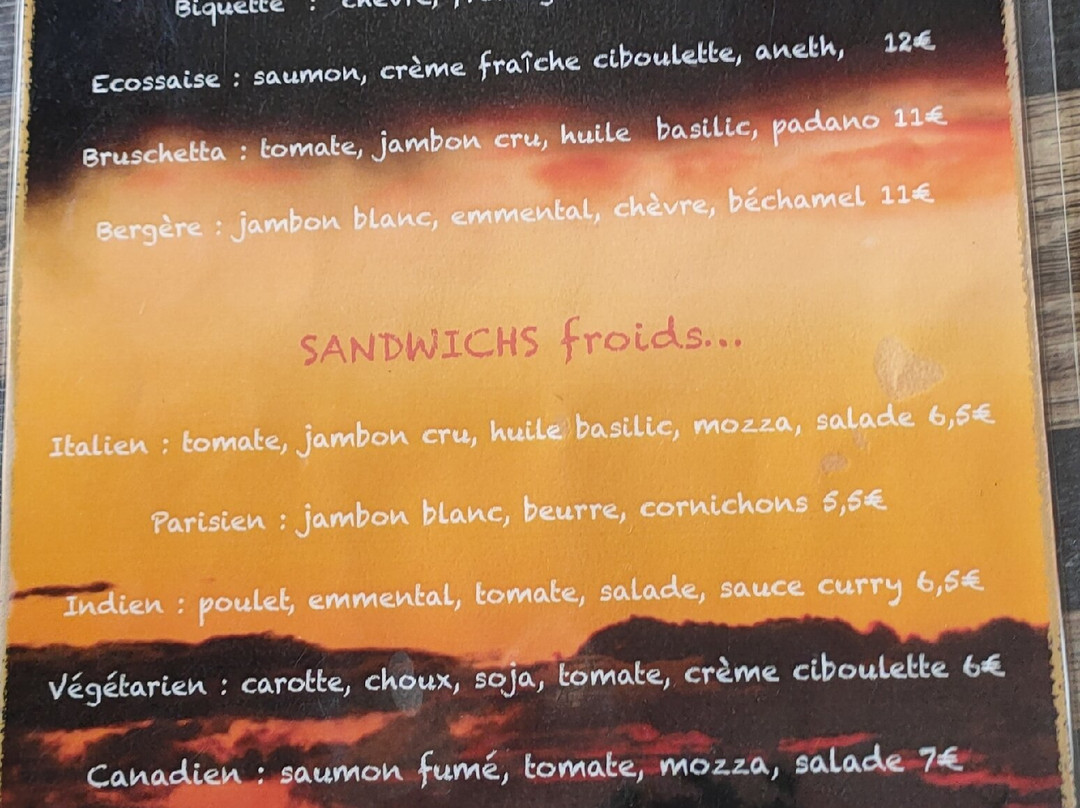 Biquette : chèvre,
Ecossaise : saumon, crème fraîche ciboulette, aneth, 12€
Bruschetta : tomate, jambon cru, huile basilic, padano 11€
Bergère : jambon blanc, emmental, chèvre, béchamel 11€
SANDWICHS froids...
Italien : tomate, jambon cru, huile basilic, mozza, salade 6,5€
Parisien : jambon blanc, beurre, cornichons 5,5€
Indien : poulet, emmental, tomate, salade, sauce curry 6,5€
Végétarien : carotte, choux, soja, tomate, crème ciboulette 6€
Canadien : saumon fumé, tomate, mozza, salade 7€